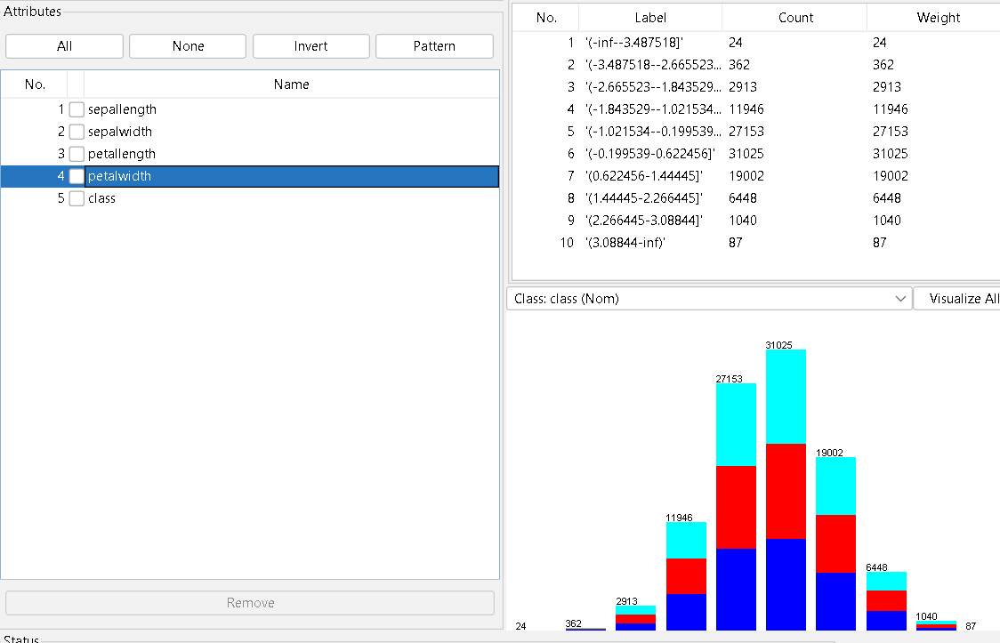 Attributes
All None Invert Pattern
No. Name
1 sepallength
2 sepalwidth
3 petallength
4 petalwidth
5 class
Remove
Status
No. Label Count Weight
1 '(-inf--3.487518]' 24 24
2 '(-3.487518--2.665523... 362 362
3 '(-2.665523--1.843529... 2913 2913
4 '(-1.843529--1.021534... 11946 11946
5 '(-1.021534--0.199539... 27153 27153
6 '(-0.199539-0.622456]' 31025 31025
7 '(0.622456-1.44445]' 19002 19002
8 '(1.44445-2.266445]' 6448 6448
9 '(2.266445-3.08844]' 1040 1040
10 '(3.08844-inf)' 87 87
Class: class (Nom) Visualize All
31025
27153
19002
11946
6448
2913
1040
362
24
87